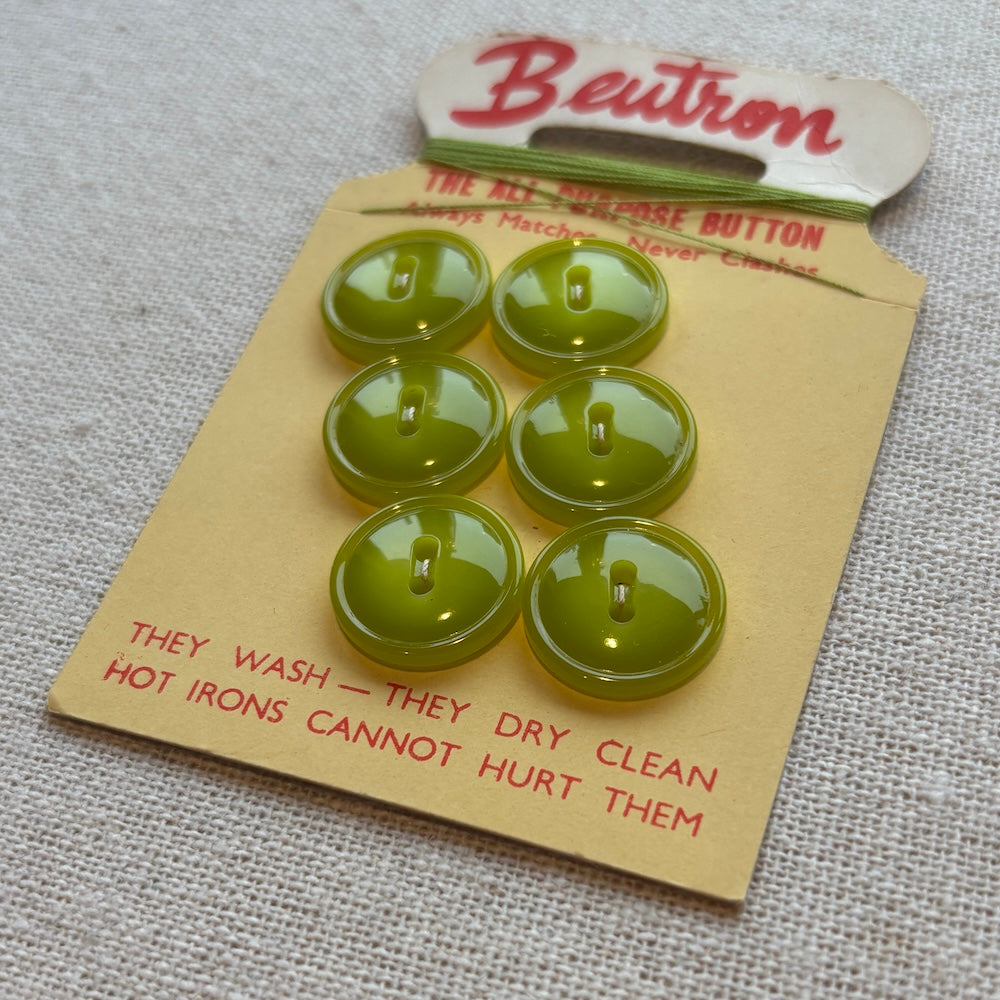 Beutron
THE ALL PURPOSE BUTTON
Always Matches Never Clashes
THEY WASH — THEY DRY CLEAN
HOT IRONS CANNOT HURT THEM